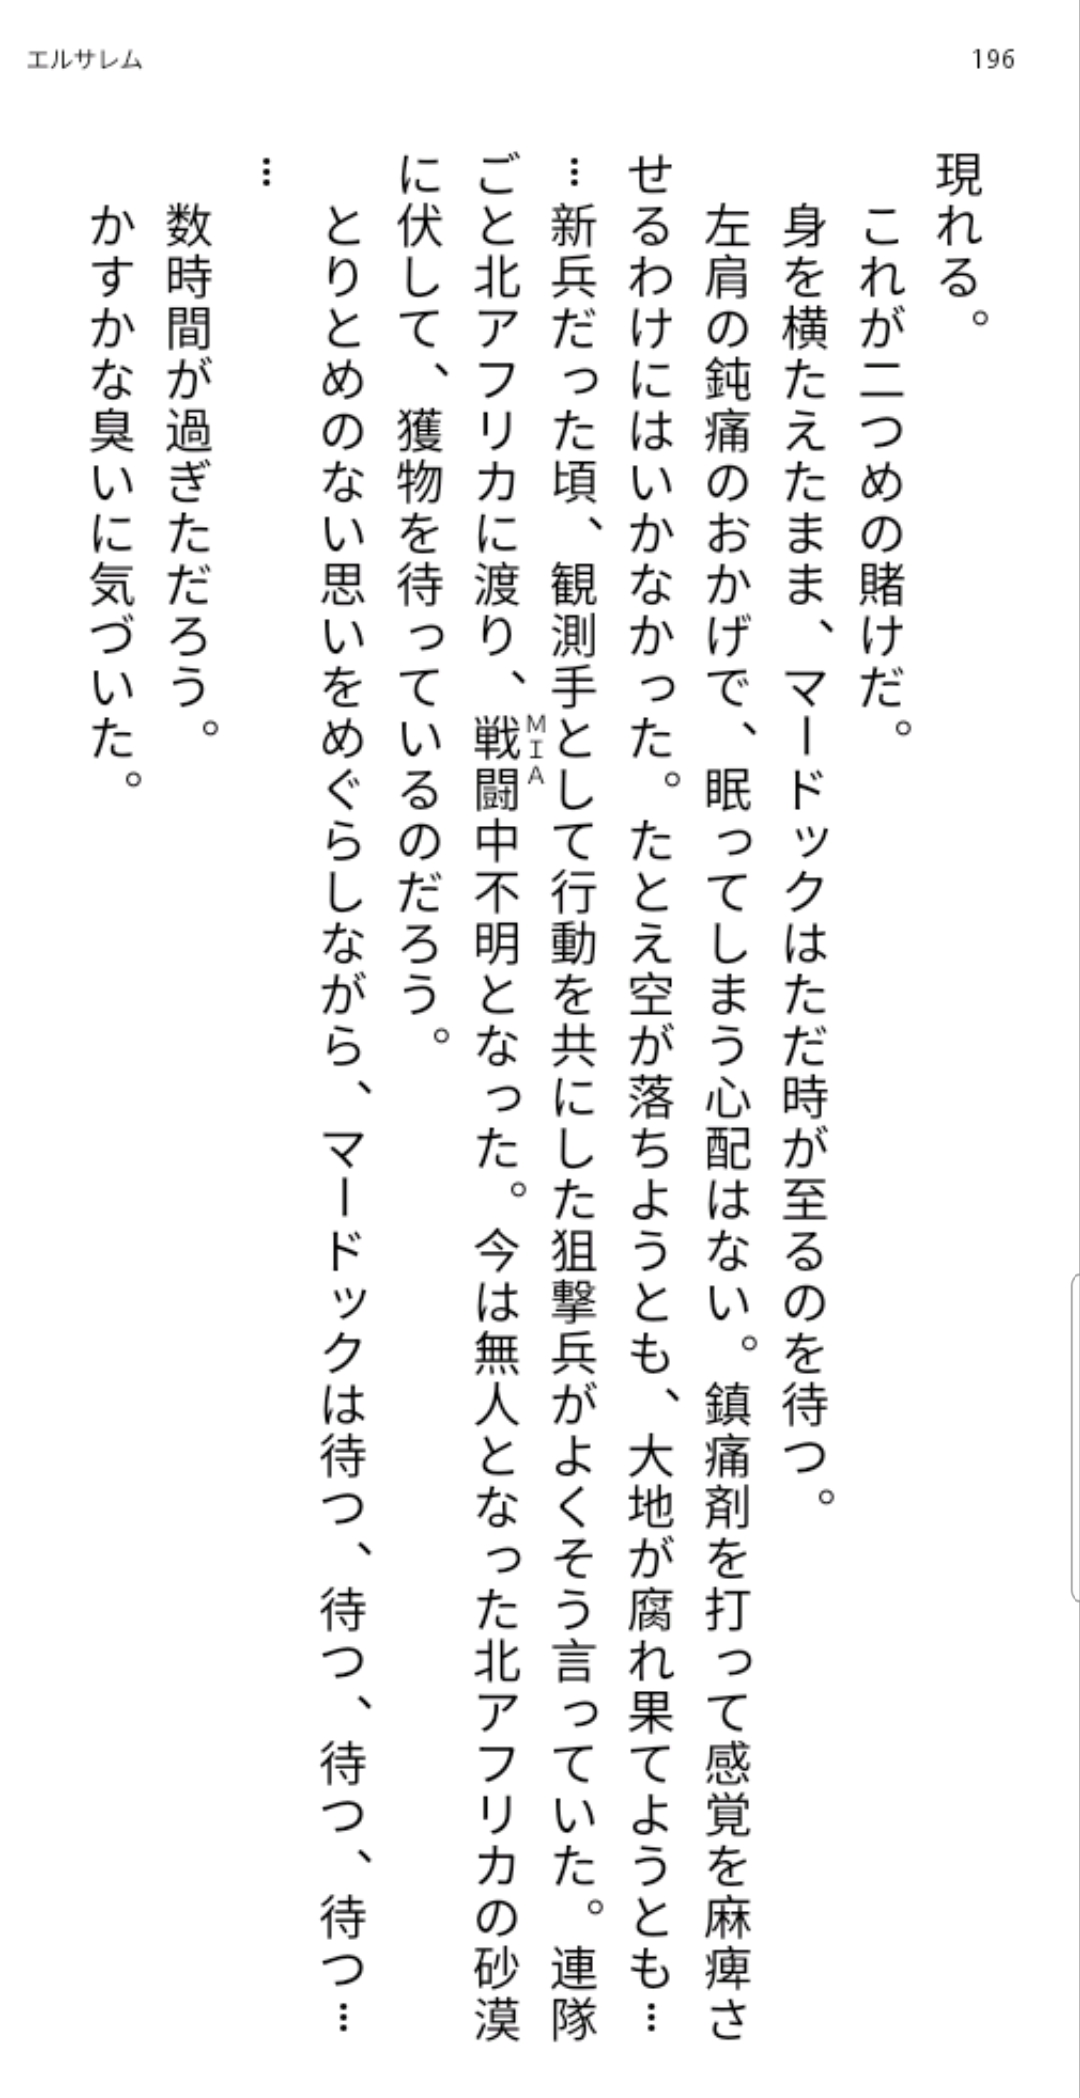 エルサレム
196
現れる。
これが二つめの賭けだ。
身を横たえたまま、マードックはただ時が至るのを待つ。
左肩の鈍痛のおかげで、眠ってしまう心配はない。鎮痛剤を打って感覚を麻痺さ
せるわけにはいかなかった。たとえ空が落ちようとも、大地が腐れ果てようとも…
…新兵だった頃、観測手として行動を共にした狙撃兵がよくそう言っていた。連隊
MIA
ごと北アフリカに渡り、戦闘中不明となった。今は無人となった北アフリカの砂漠
に伏して、獲物を待っているのだろう。
とりとめのない思いをめぐらしながら、マードックは待つ、待つ、待つ、待つ…
…
数時間が過ぎただろう。
かすかな臭いに気づいた。